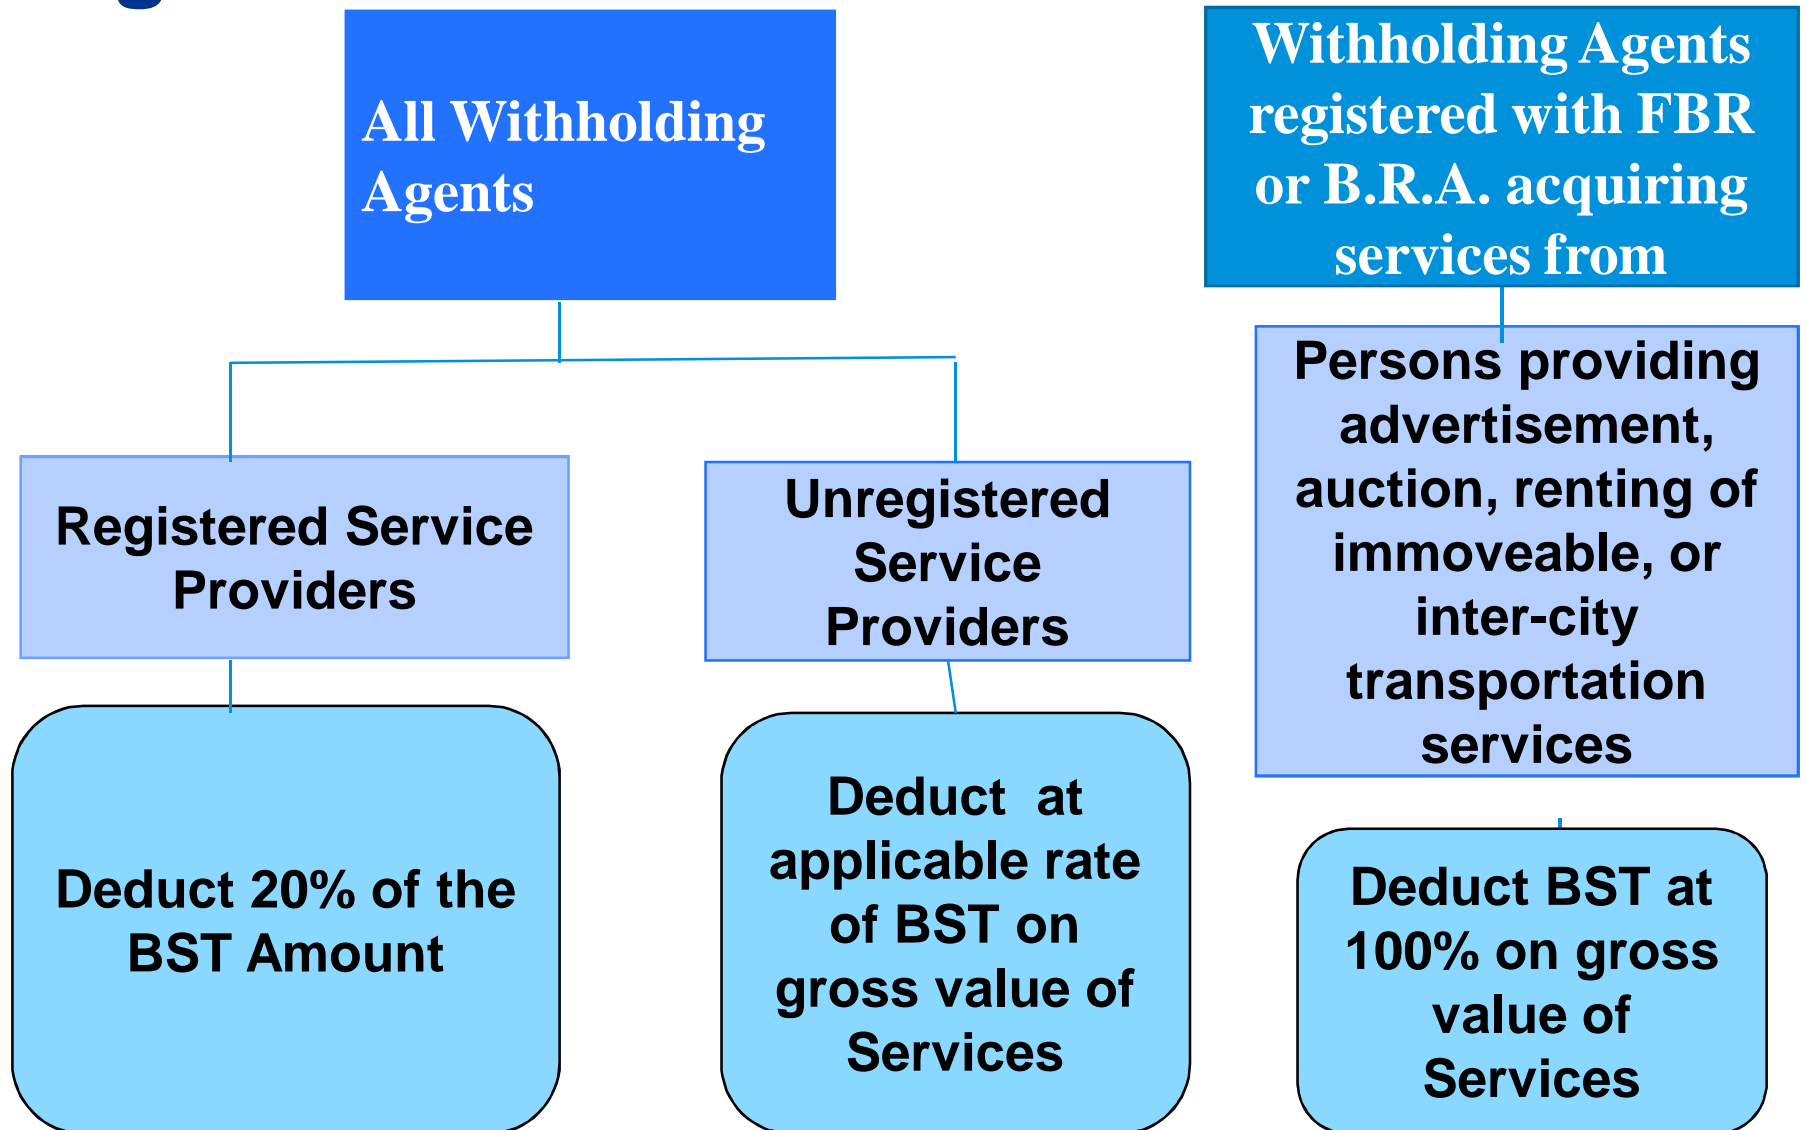 All Withholding
Agents
Withholding Agents
registered with FBR
or B.R.A. acquiring
services from
Registered Service
Providers
Unregistered
Service
Providers
Persons providing
advertisement,
auction, renting of
immoveable, or
inter-city
transportation
services
Deduct 20% of the
BST Amount
Deduct at
applicable rate
of BST on
gross value of
Services
Deduct BST at
100% on gross
value of
Services